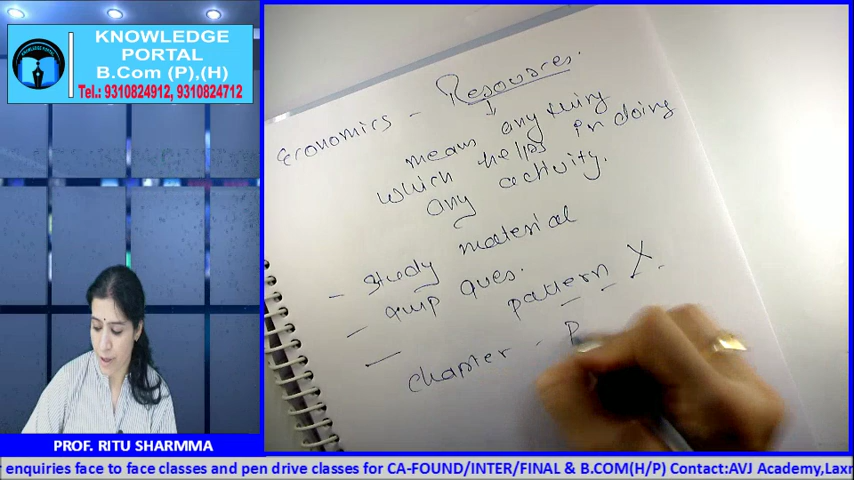 KNOWLEDGE
PORTAL
B.Com (P),(H)
Tel.: 9310824912, 9310824712
Economics - Resources.
means anything
which helps in doing
any activity.
- Study material
- Imp ques.
pattern X.
-
chapter - P
PROF. RITU SHARMMA
r enquiries face to face classes and pen drive classes for CA-FOUND/INTER/FINAL & B.COM(H/P) Contact:AVJ Academy,Laxr